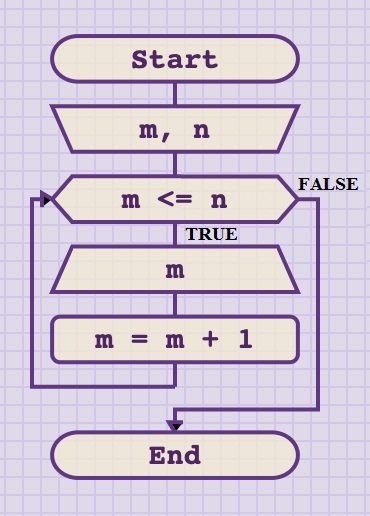 Start
m, n
m <= n
FALSE
TRUE
m
m = m + 1
End